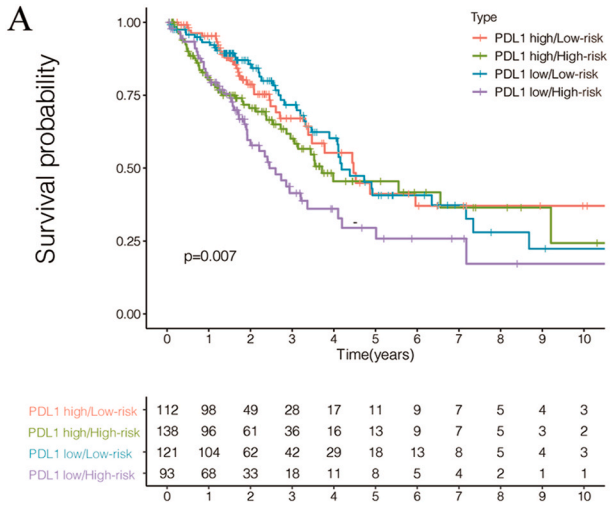 A
Type
PDL1 high/Low-risk
PDL1 high/High-risk
PDL1 low/Low-risk
PDL1 low/High-risk
Survival probability
1.00
0.75
0.50
0.25
0.00
p=0.007
0 1 2 3 4 5 6 7 8 9 10
Time(years)
PDL1 high/Low-risk 112 98 49 28 17 11 9 7 5 4 3
PDL1 high/High-risk 138 96 61 36 16 13 9 7 5 3 2
PDL1 low/Low-risk 121 104 62 42 29 18 13 8 5 4 3
PDL1 low/High-risk 93 68 33 18 11 8 5 4 2 1 1
0 1 2 3 4 5 6 7 8 9 10